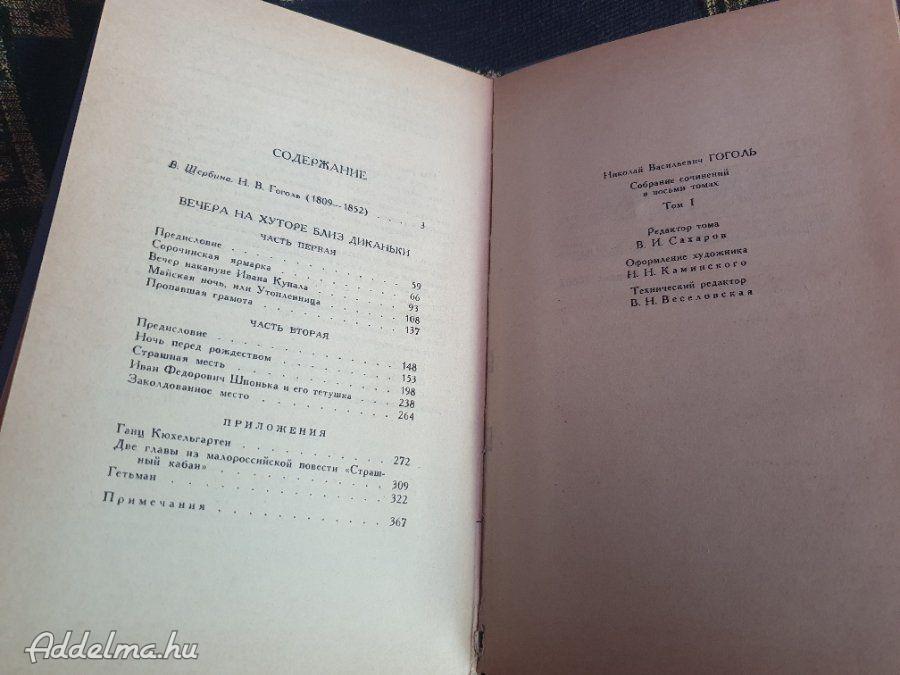 СОДЕРЖАНИЕ
В. Щербина. Н. В. Гоголь (1809—1852) . . . . 3
ВЕЧЕРА НА ХУТОРЕ БЛИЗ ДИКАНЬКИ
ЧАСТЬ ПЕРВАЯ
Предисловие . . . . . . . . . . 59
Сорочинская ярмарка . . . . . . . . . . 66
Вечер накануне Ивана Купала . . . . . . . 93
Майская ночь, или Утопленница . . . . . . 108
Пропавшая грамота . . . . . . . . . . 137
ЧАСТЬ ВТОРАЯ
Предисловие . . . . . . . . . . 148
Ночь перед рождеством . . . . . . . . . 153
Страшная месть . . . . . . . . . . 198
Иван Федорович Шпонька и его тетушка . . . . 238
Заколдованное место . . . . . . . . . . 264
ПРИЛОЖЕНИЯ
Ганц Кюхельгартен . . . . . . . . . . 272
Две главы из малороссийской повести «Страш-
ный кабан» . . . . . . . . . . 309
Гетьман . . . . . . . . . . 322
Примечания . . . . . . . . . . 367
Николай Васильевич ГОГОЛЬ
Собрание сочинений
в восьми томах
Том I
Редактор тома
В. И. Сахаров
Оформление художника
Н. Н. Каминского
Технический редактор
В. Н. Веселовская
Addelma.hu